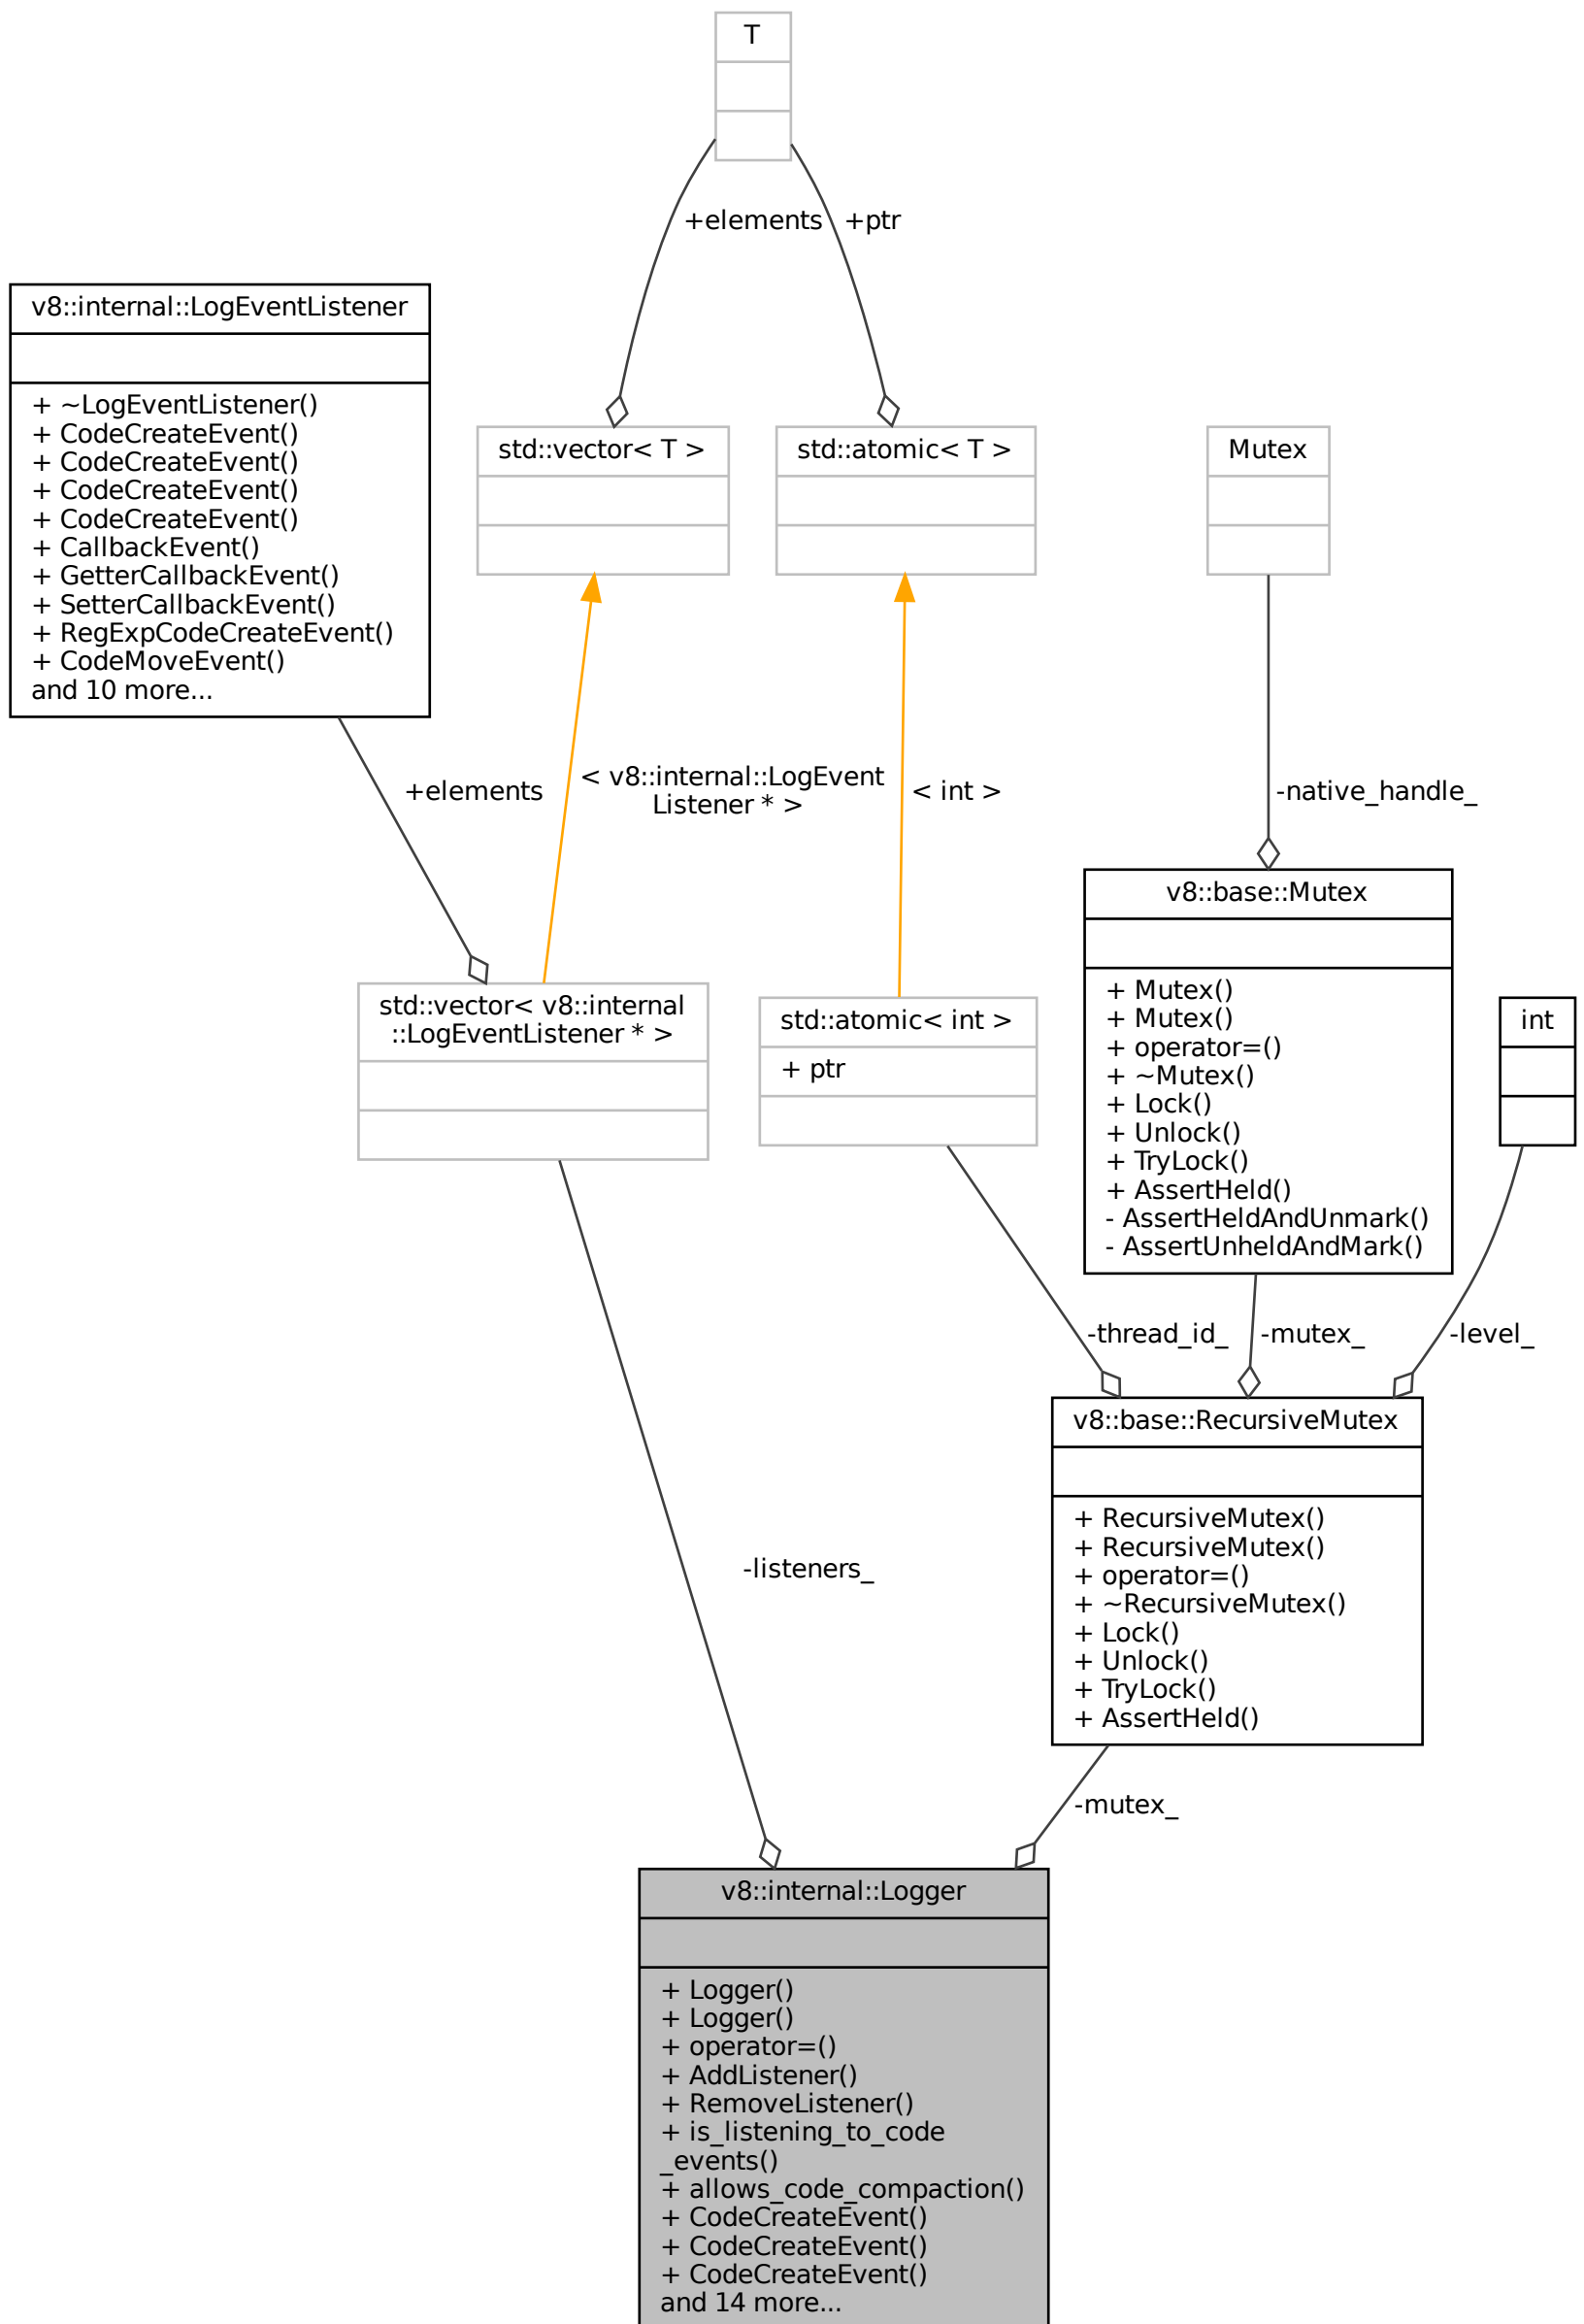 T
+elements
+ptr
v8::internal::LogEventListener
+ ~LogEventListener()
+ CodeCreateEvent()
+ CodeCreateEvent()
+ CodeCreateEvent()
+ CodeCreateEvent()
+ CallbackEvent()
+ GetterCallbackEvent()
+ SetterCallbackEvent()
+ RegExpCodeCreateEvent()
+ CodeMoveEvent()
and 10 more...
std::vector< T >
std::atomic< T >
Mutex
+elements
< v8::internal::LogEvent
Listener * >
< int >
-native_handle_
v8::base::Mutex
+ Mutex()
+ Mutex()
+ operator=()
+ ~Mutex()
+ Lock()
+ Unlock()
+ TryLock()
+ AssertHeld()
- AssertHeldAndUnmark()
- AssertUnheldAndMark()
std::vector< v8::internal
::LogEventListener * >
std::atomic< int >
+ ptr
int
-thread_id_
-mutex_
-level_
v8::base::RecursiveMutex
+ RecursiveMutex()
+ RecursiveMutex()
+ operator=()
+ ~RecursiveMutex()
+ Lock()
+ Unlock()
+ TryLock()
+ AssertHeld()
-listeners_
-mutex_
v8::internal::Logger
+ Logger()
+ Logger()
+ operator=()
+ AddListener()
+ RemoveListener()
+ is_listening_to_code
_events()
+ allows_code_compaction()
+ CodeCreateEvent()
+ CodeCreateEvent()
+ CodeCreateEvent()
and 14 more...